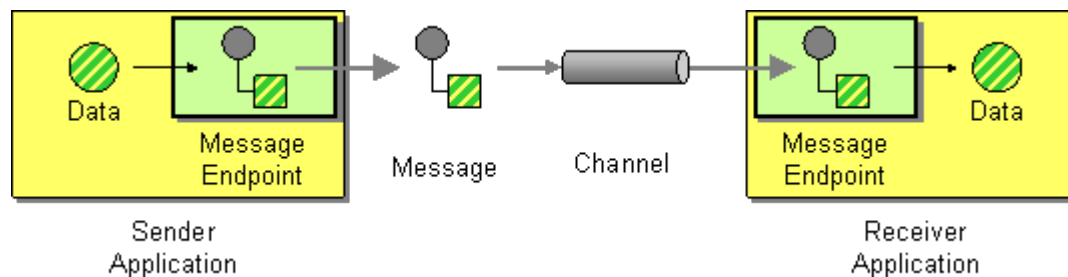 Data
Message
Endpoint
Message
Channel
Message
Endpoint
Data
Sender
Application
Receiver
Application